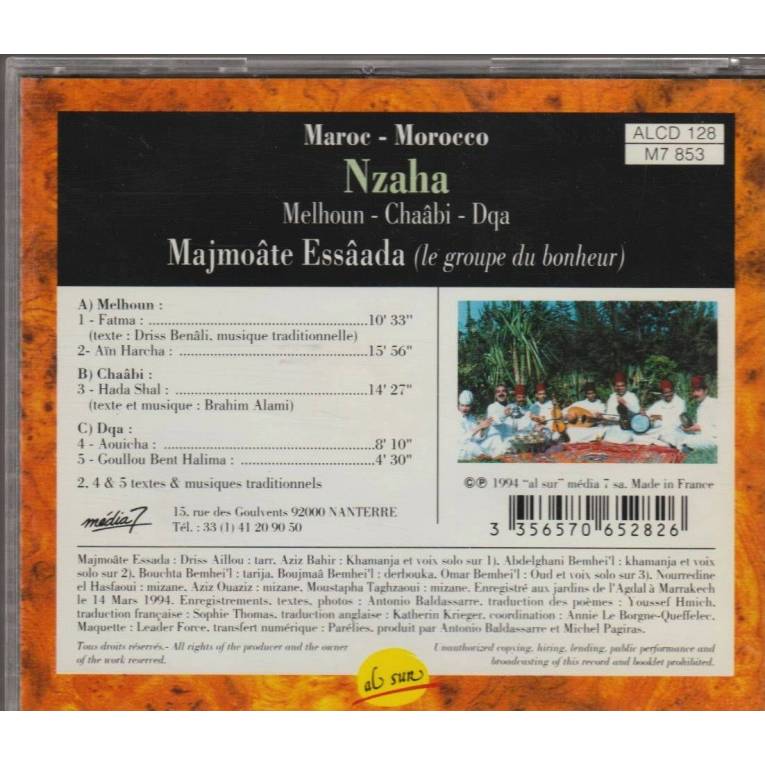 Maroc - Morocco
ALCD 128
M7 853
Nzaha
Melhoun - Chaâbi - Dqa
Majmoâte Essâada (le groupe du bonheur)
A) Melhoun :
1 - Fatma : 10' 33"
(texte : Driss Benâli, musique traditionnelle)
2- Aïn Harcha : 15' 56"
B) Chaâbi :
3 - Hada Shal : 14' 27"
(texte et musique : Brahim Alami)
C) Dqa :
4 - Aouicha : 8' 10"
5 - Goullou Bent Halima : 4' 30"
2, 4 & 5 textes & musiques traditionnels
©℗ 1994 "al sur" média 7 sa. Made in France
média 7
15, rue des Goulvents 92000 NANTERRE
Tél. : 33 (1) 41 20 90 50
3 356570 652826
Majmoâte Essada : Driss Aillou : tarr, Aziz Bahir : Khamanja et voix solo sur 1), Abdelghani Bemhei'l : khamanja et voix
solo sur 2). Bouchta Bemhei'l : tarija. Boujmaâ Bemhei'l : derbouka. Omar Bemhei'l : Oud et voix solo sur 3). Nourredine
el Hasfaoui : mizane, Aziz Ouaziz : mizane, Moustapha Taghzaoui : mizane. Enregistré aux jardins de l'Agdal à Marrakech
le 14 Mars 1994. Enregistrements, textes, photos : Antonio Baldassarre, traduction des poèmes : Youssef Hmich,
traduction française : Sophie Thomas, traduction anglaise : Katherin Krieger, coordination : Annie Le Borgne-Queffelec.
Maquette : Leader Force, transfert numérique : Parélies, produit par Antonio Baldassarre et Michel Pagiras.
Tous droits réservés.- All rights of the producer and the owner
of the work reserved.
Unauthorized copying, hiring, lending, public performance and
broadcasting of this record and booklet prohibited.
al sur